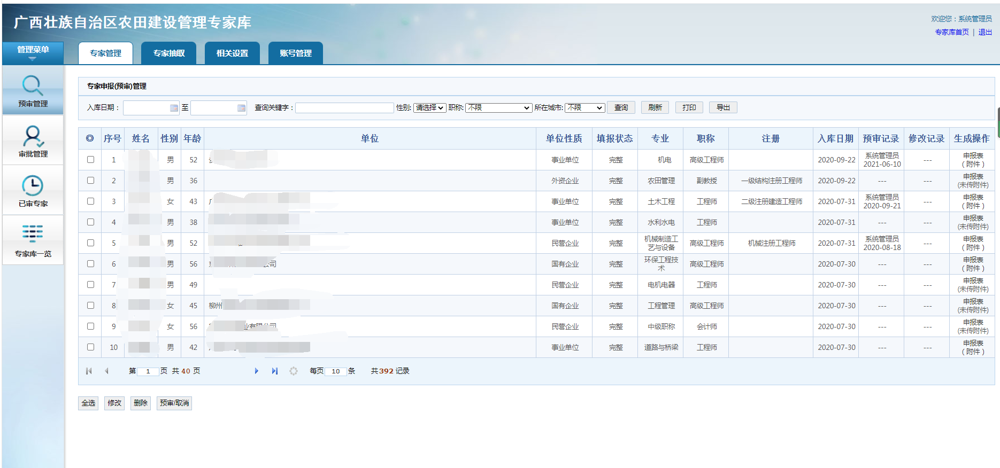 广西壮族自治区农田建设管理专家库
欢迎您：系统管理员
专家库首页 | 退出
管理菜单
专家管理 专家抽取 相关设置 账号管理
预审管理
审批管理
已审专家
专家库一览
专家申报(预审)管理
入库日期： 至 查询关键字： 性别: 请选择 职称: 不限 所在城市: 不限 查询 刷新 打印 导出
序号 姓名 性别 年龄 单位 单位性质 填报状态 专业 职称 注册 入库日期 预审记录 修改记录 生成操作
1 男 52 事业单位 完整 机电 高级工程师 2020-09-22 系统管理员 2021-06-10 --- 申报表 ( 附件 )
2 男 36 外资企业 完整 农田管理 副教授 一级结构注册工程师 2020-09-22 --- --- 申报表 (未传附件)
3 女 43 事业单位 完整 土木工程 工程师 二级注册建造工程师 2020-07-31 系统管理员 2020-09-21 --- 申报表 ( 附件 )
4 男 38 事业单位 完整 水利水电 工程师 2020-07-31 --- --- 申报表 (未传附件)
5 男 52 民营企业 完整 机械制造工艺与设备 高级工程师 机械注册工程师 2020-07-31 系统管理员 2020-08-18 --- 申报表 ( 附件 )
6 男 56 公司 国有企业 完整 环保工程技术 高级工程师 2020-07-30 --- --- 申报表 ( 附件 )
7 男 49 民营企业 完整 电机电器 工程师 2020-07-30 --- --- 申报表 (未传附件)
8 女 45 柳州 国有企业 完整 工程管理 高级工程师 2020-07-30 --- --- 申报表 (未传附件)
9 女 56 业有限公司 民营企业 完整 中级职称 会计师 2020-07-30 --- --- 申报表 (未传附件)
10 男 42 事业单位 完整 道路与桥梁 工程师 2020-07-30 --- --- 申报表 ( 附件 )
第 1 页 共 40 页 每页 10 条 共392 记录
全选 修改 删除 预审/取消